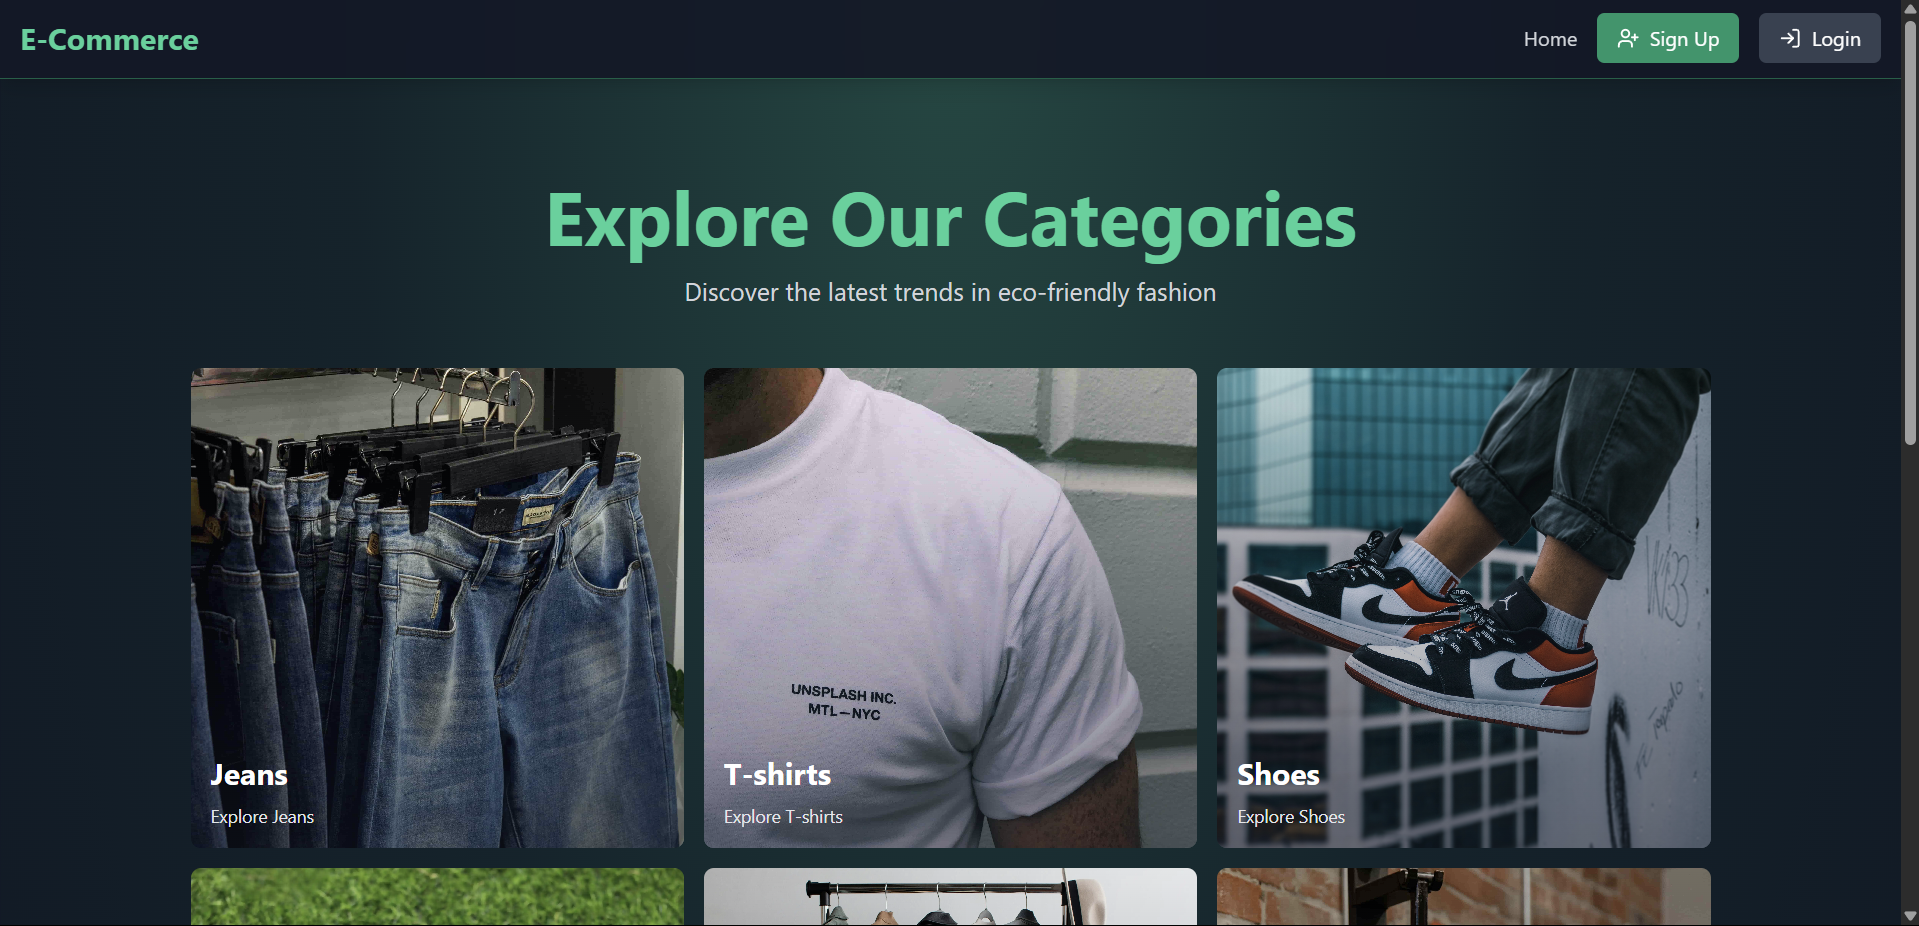 E-Commerce
Home
Sign Up
Login
Explore Our Categories
Discover the latest trends in eco-friendly fashion
UNSPLASH INC.
MTL—NYC
Jeans
Explore Jeans
T-shirts
Explore T-shirts
Shoes
Explore Shoes